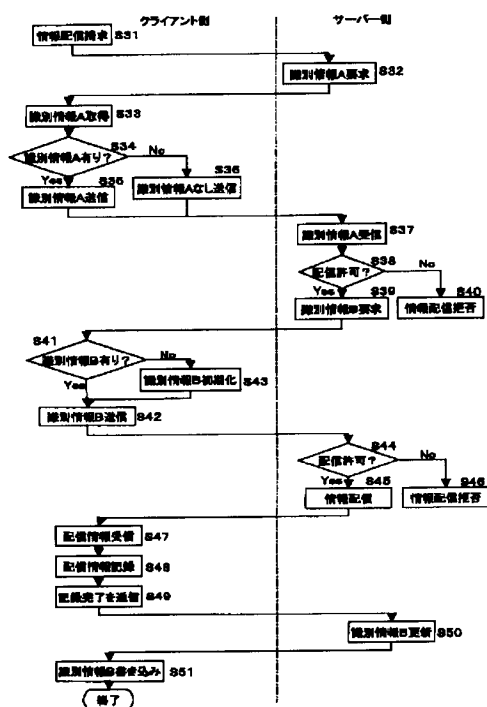 クライアント側
サーバー側
情報配信請求 S31
識別情報A要求 S32
識別情報A取得 S33
識別情報A有り? S34
Yes
No
識別情報A送信 S35
識別情報Aなし送信 S36
識別情報A受信 S37
配信許可? S38
Yes
No
識別情報B要求 S39
情報配信拒否 S40
識別情報B有り? S41
Yes
No
識別情報B初期化 S43
識別情報B送信 S42
配信許可? S44
Yes
No
情報配信 S45
情報配信拒否 S46
配信情報受信 S47
配信情報記録 S48
記録完了を送信 S49
識別情報B更新 S50
識別情報B書き込み S51
終了